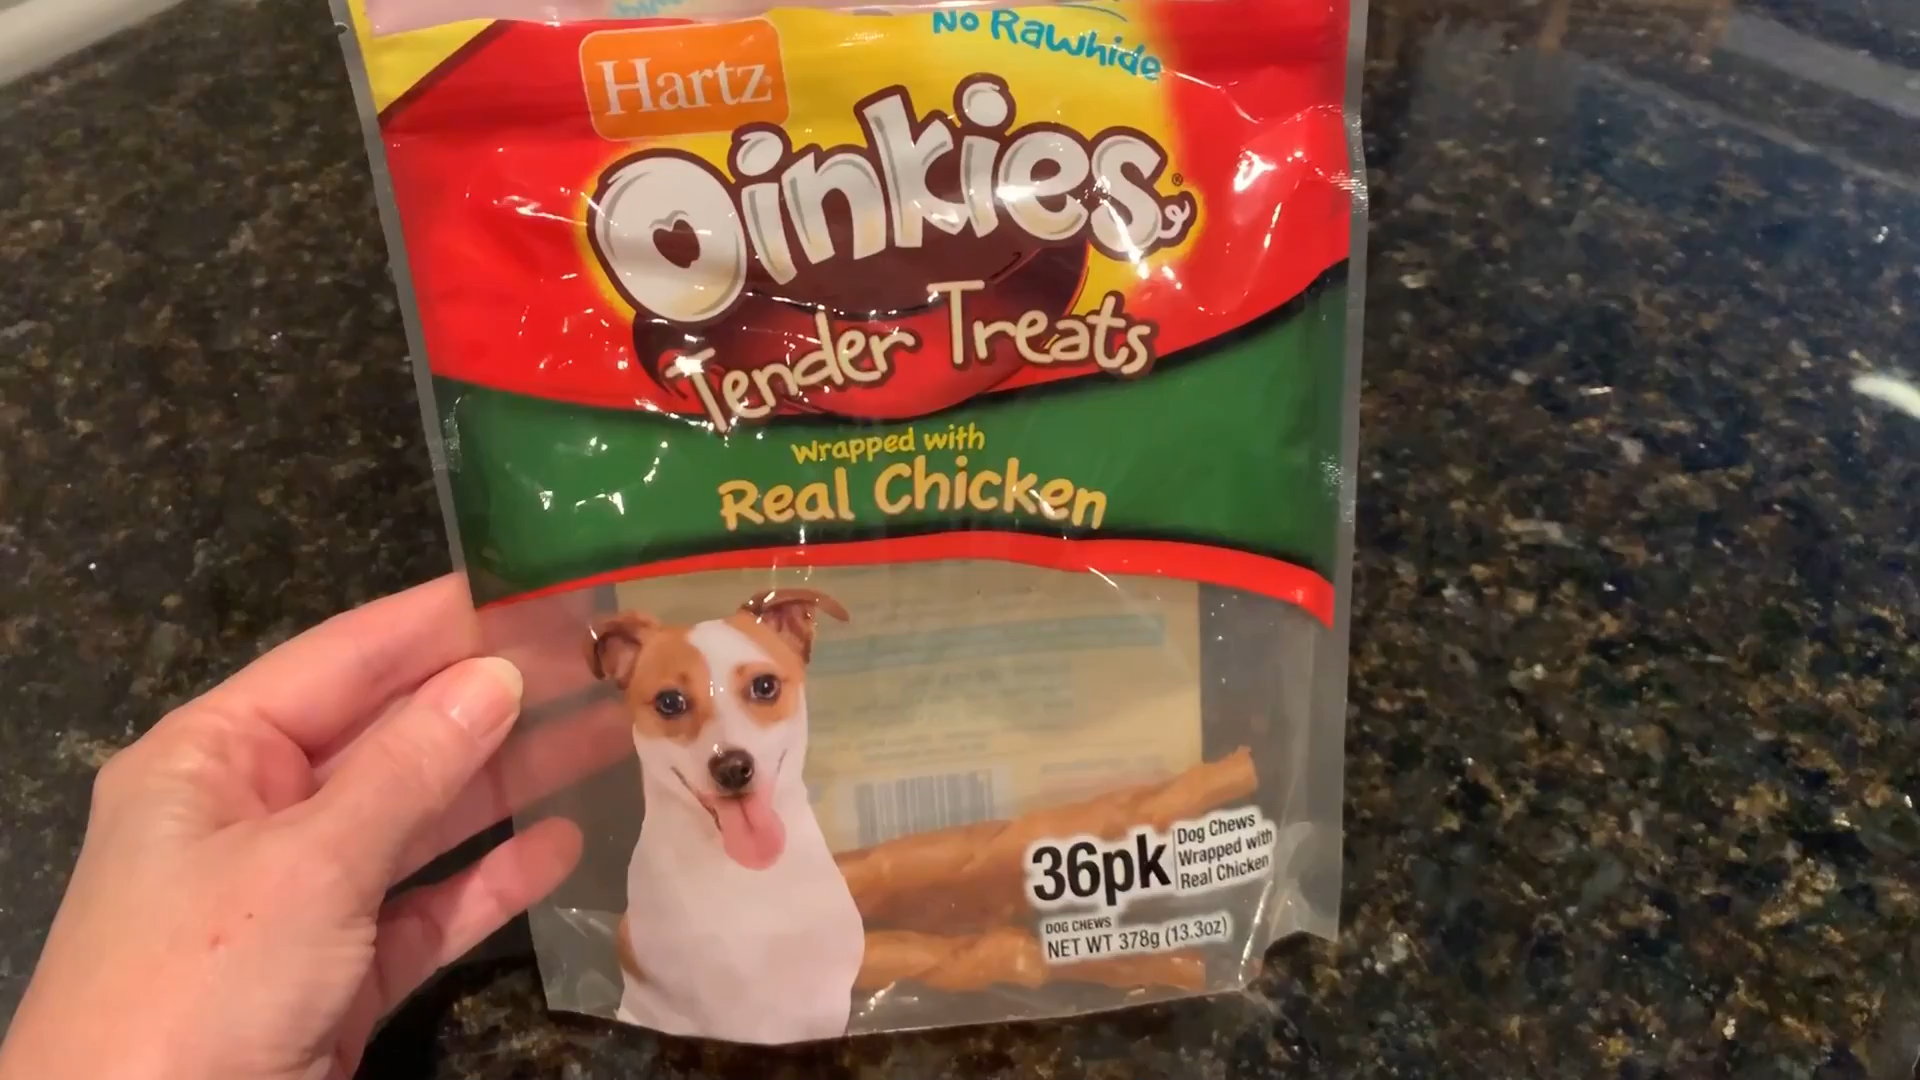 Hartz
No Rawhide
Oinkies®
Tender Treats
wrapped with
Real Chicken
36pk
Dog Chews
Wrapped with
Real Chicken
DOG CHEWS
NET WT 378g (13.3oz)